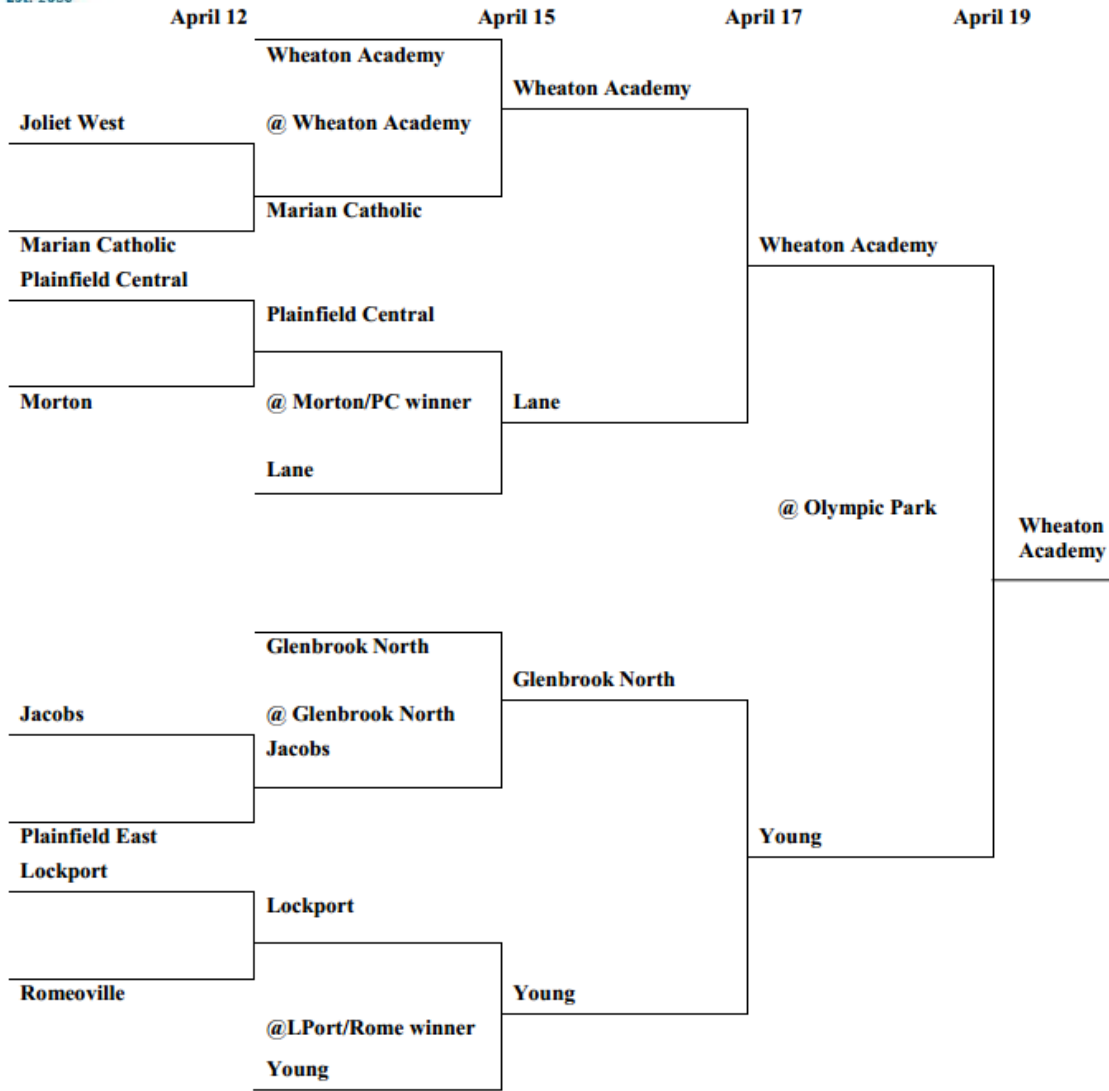 April 12 April 15 April 17 April 19
Wheaton Academy
Wheaton Academy
Joliet West @ Wheaton Academy
Marian Catholic
Marian Catholic Wheaton Academy
Plainfield Central
Plainfield Central
Morton @ Morton/PC winner Lane
Lane
@ Olympic Park
Wheaton
Academy
Glenbrook North
Glenbrook North
Jacobs @ Glenbrook North
Jacobs
Plainfield East Young
Lockport
Lockport
Romeoville Young
@LPort/Rome winner
Young